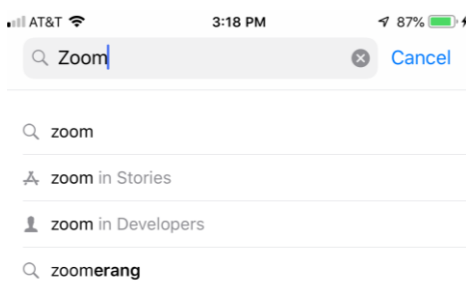 AT&T 3:18 PM 87%
Zoom Cancel
zoom
zoom in Stories
zoom in Developers
zoomerang